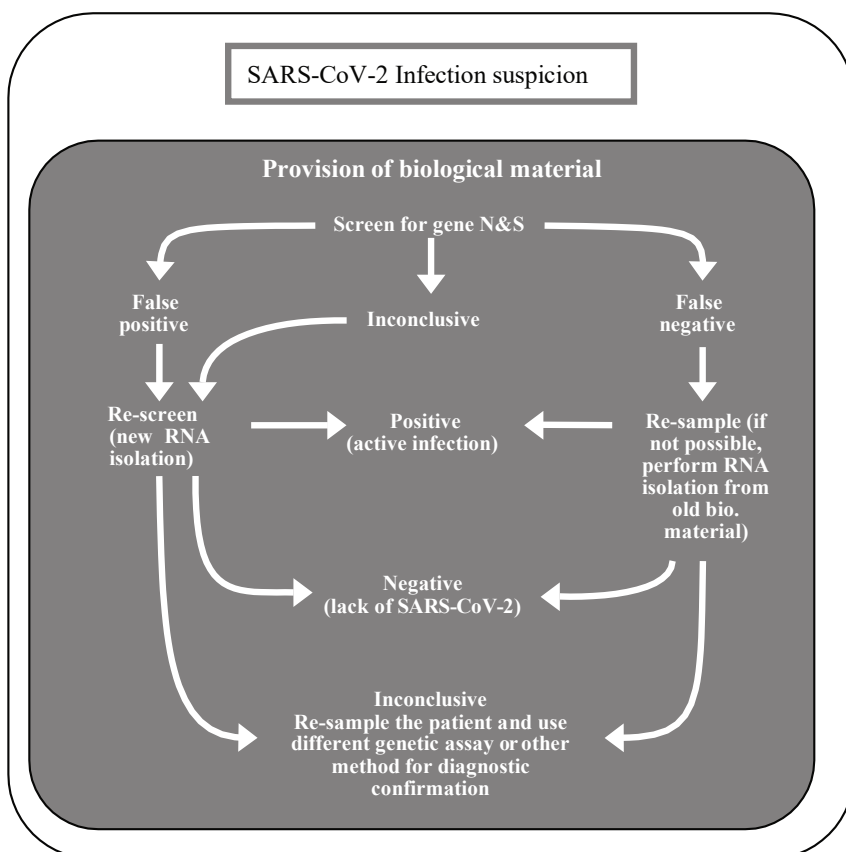 SARS-CoV-2 Infection suspicion
Provision of biological material
Screen for gene N&S
False
positive
Inconclusive
False
negative
Re-screen
(new RNA
isolation)
Positive
(active infection)
Re-sample (if
not possible,
perform RNA
isolation from
old bio.
material)
Negative
(lack of SARS-CoV-2)
Inconclusive
Re-sample the patient and use
different genetic assay or other
method for diagnostic
confirmation